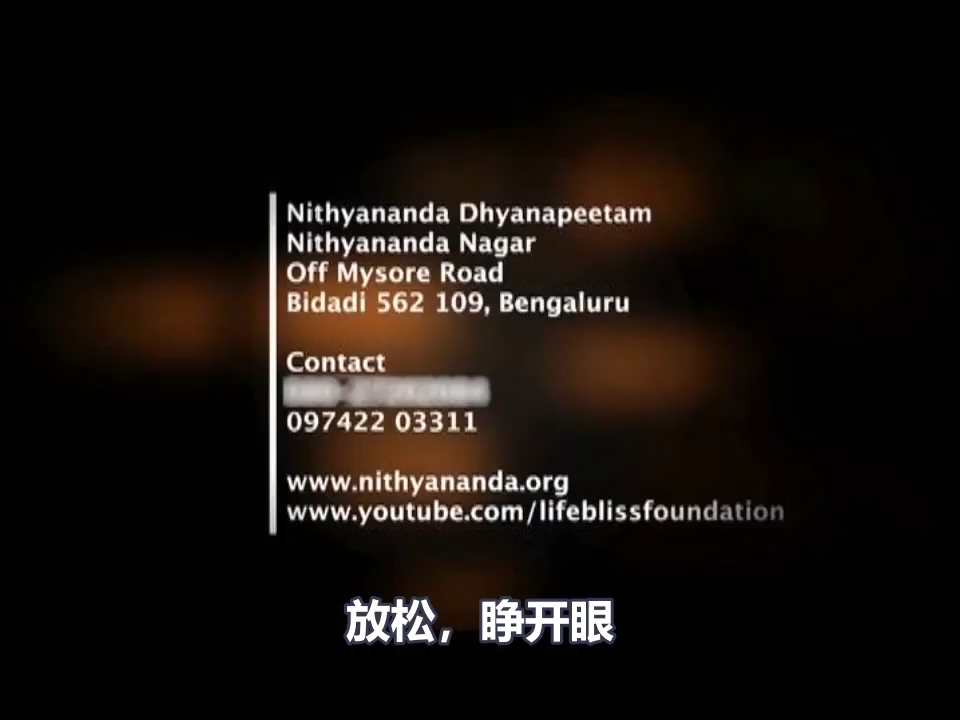 Nithyananda Dhyanapeetam
Nithyananda Nagar
Off Mysore Road
Bidadi 562 109, Bengaluru
Contact
097422 03311
www.nithyananda.org
www.youtube.com/lifeblissfoundation
放松，睁开眼